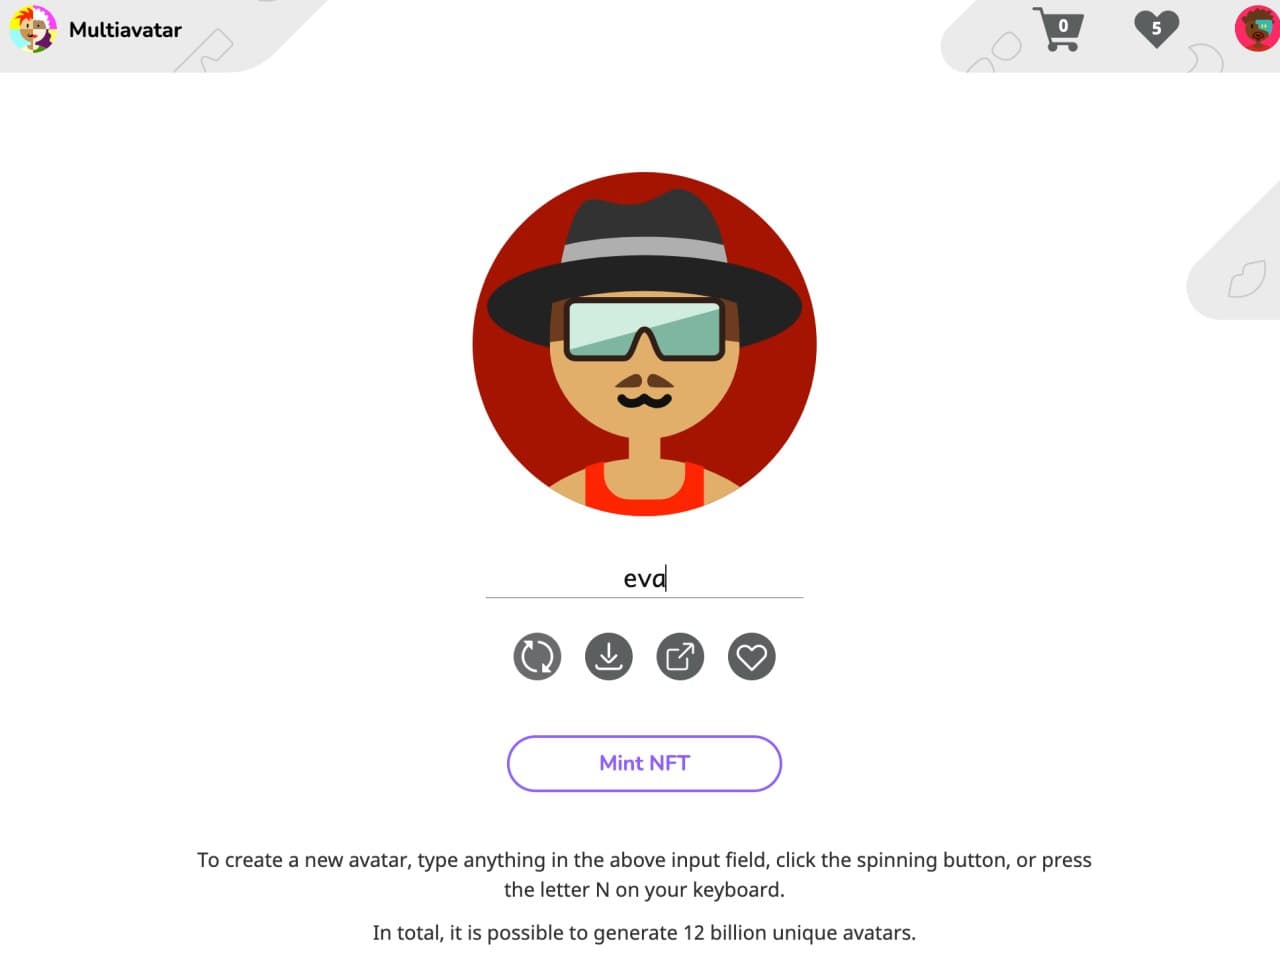 Multiavatar
0
5
eva
Mint NFT
To create a new avatar, type anything in the above input field, click the spinning button, or press
the letter N on your keyboard.
In total, it is possible to generate 12 billion unique avatars.